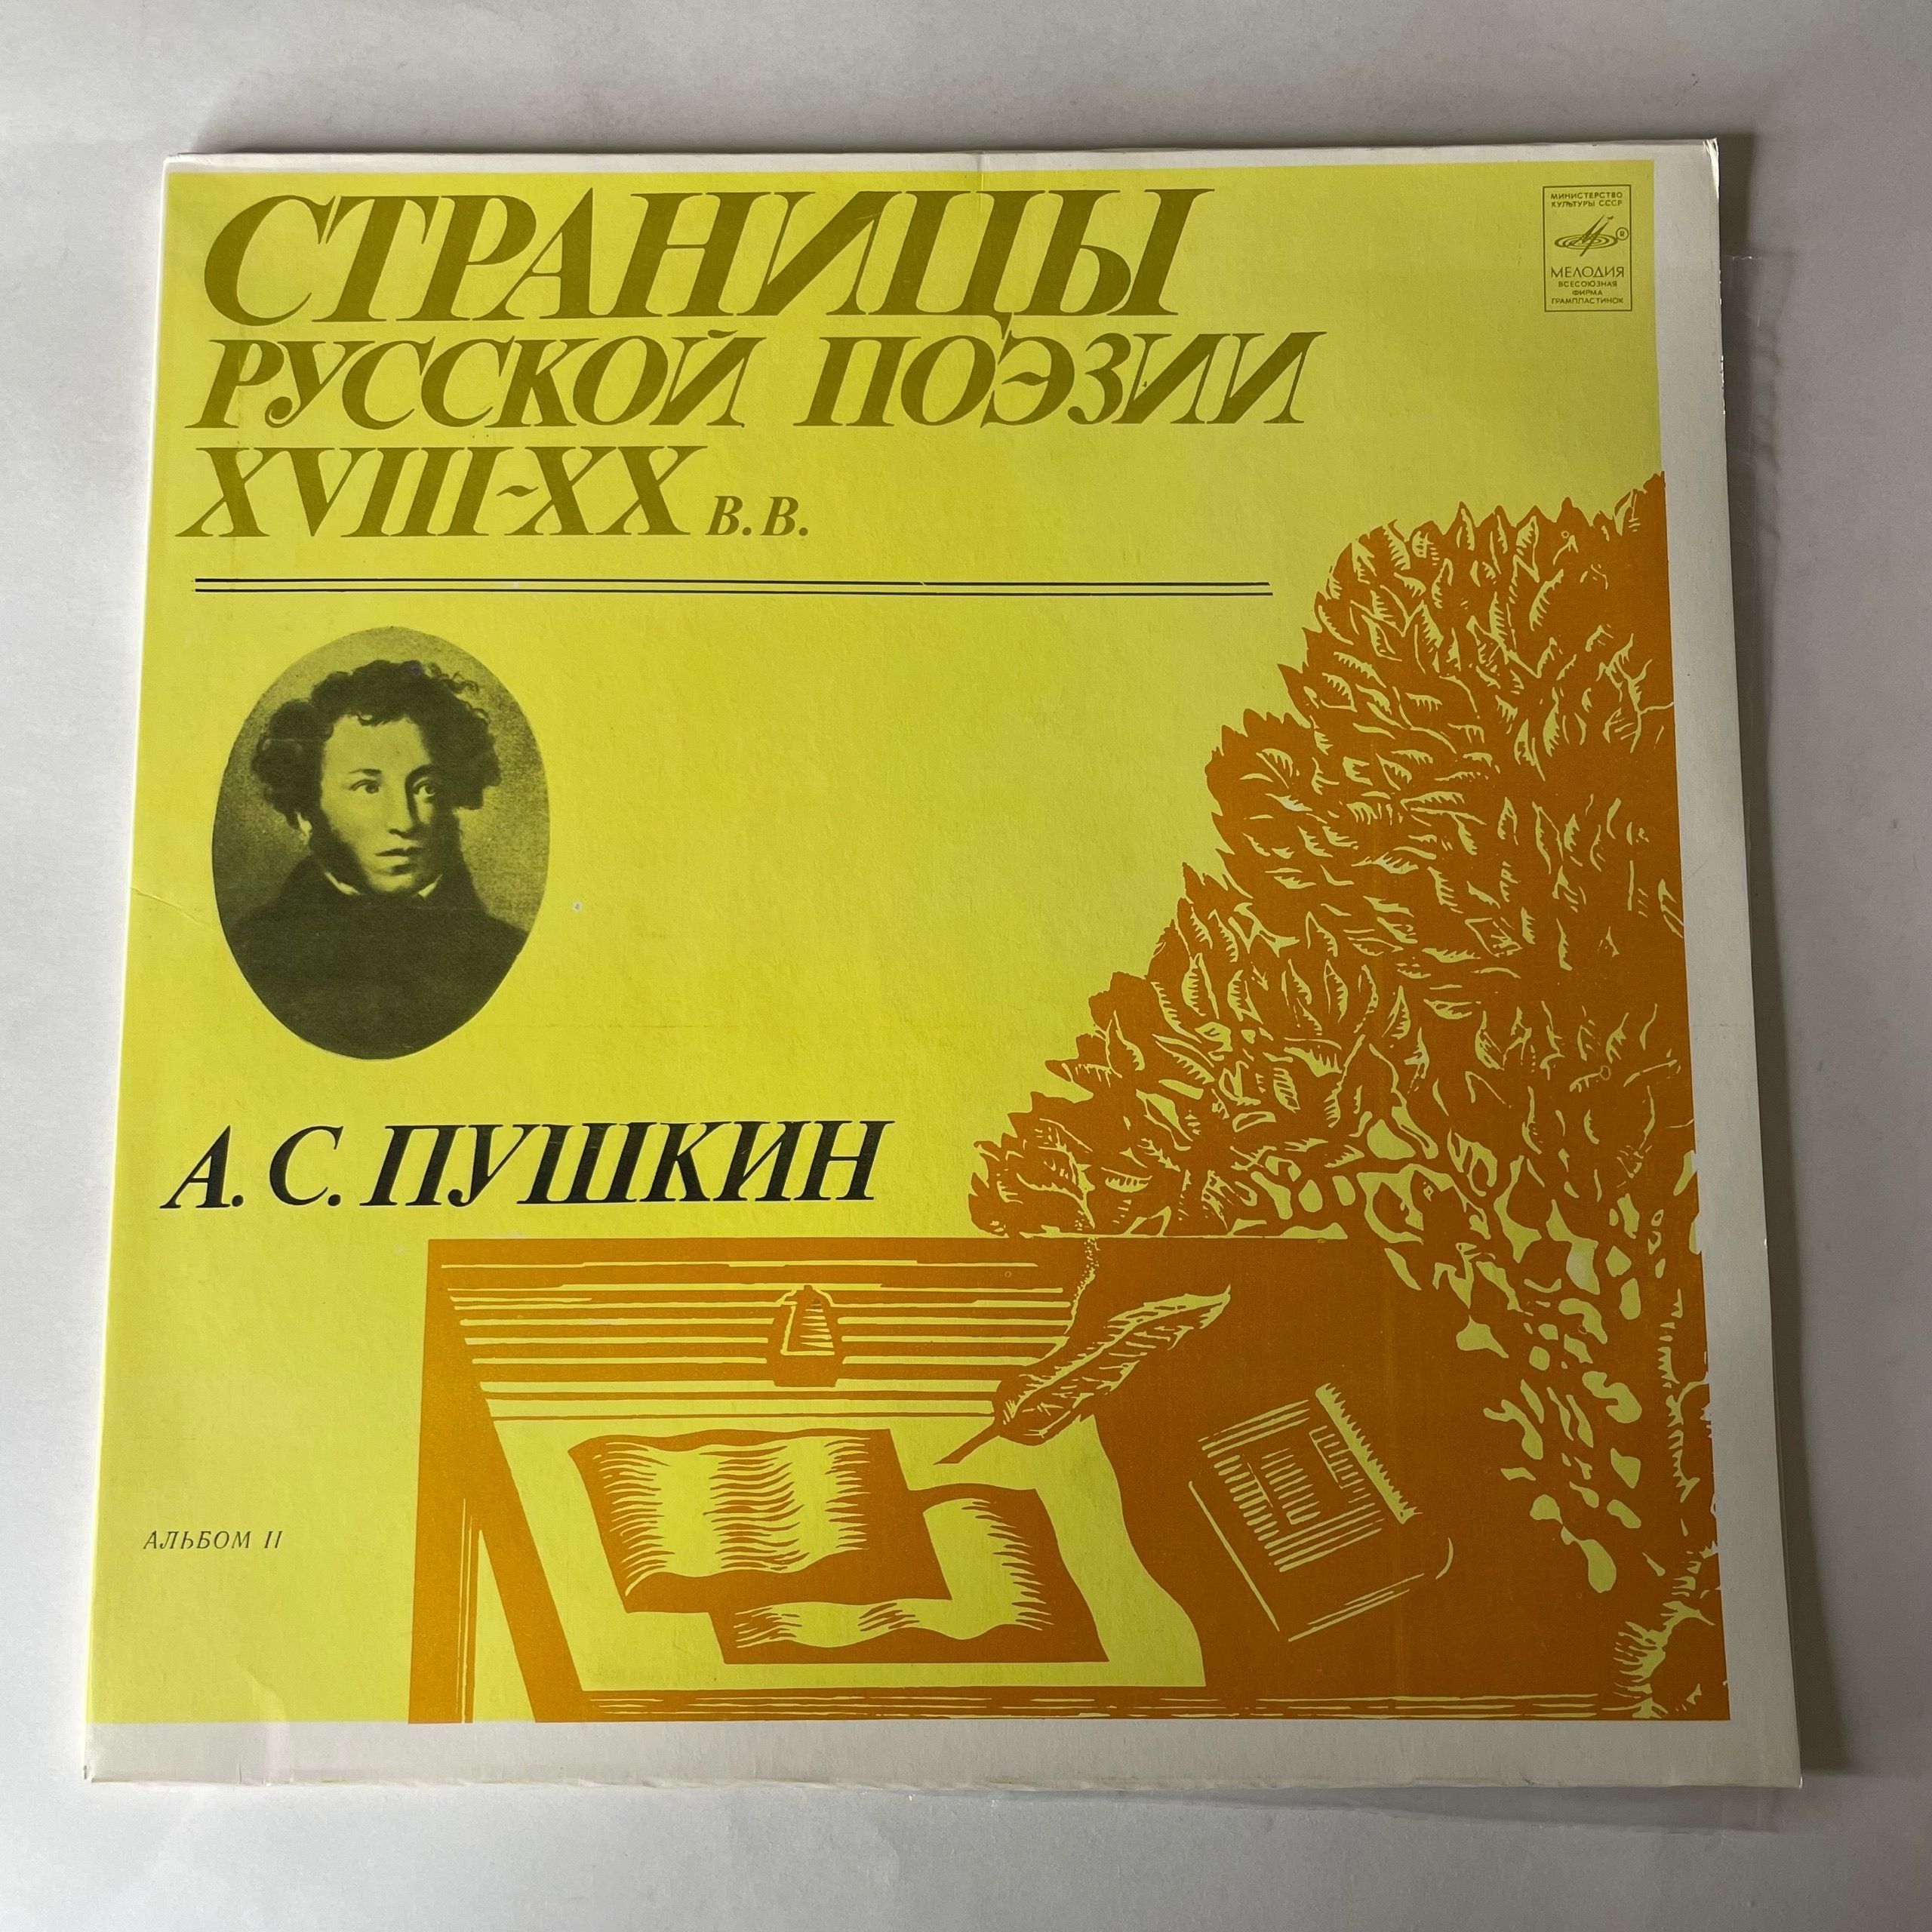 СТРАНИЦЫ
РУССКОЙ ПОЭЗИИ
XVIII-XX В.В.
МИНИСТЕРСТВО
КУЛЬТУРЫ СССР
®
МЕЛОДИЯ
ВСЕСОЮЗНАЯ
ФИРМА
ГРАМПЛАСТИНОК
А. С. ПУШКИН
АЛЬБОМ II